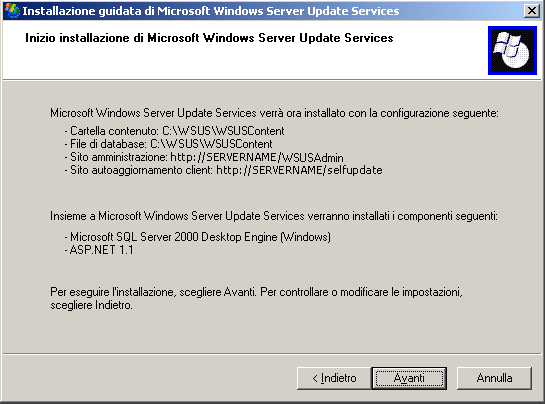 Installazione guidata di Microsoft Windows Server Update Services
Inizio installazione di Microsoft Windows Server Update Services
Microsoft Windows Server Update Services verrà ora installato con la configurazione seguente:
- Cartella contenuto: C:\WSUS\WSUSContent
- File di database: C:\WSUS\WSUSContent
- Sito amministrazione: http://SERVERNAME/WSUSAdmin
- Sito autoaggiornamento client: http://SERVERNAME/selfupdate
Insieme a Microsoft Windows Server Update Services verranno installati i componenti seguenti:
- Microsoft SQL Server 2000 Desktop Engine (Windows)
- ASP.NET 1.1
Per eseguire l'installazione, scegliere Avanti. Per controllare o modificare le impostazioni,
scegliere Indietro.
< Indietro Avanti Annulla